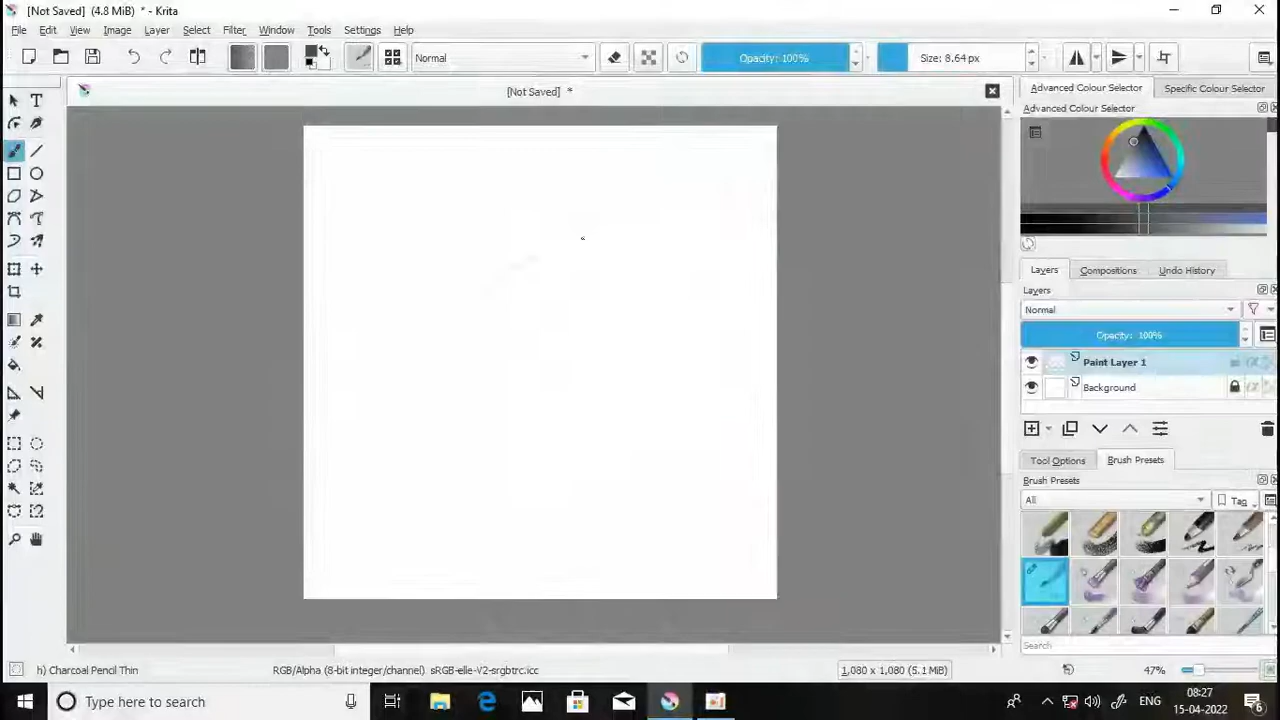 [Not Saved] (4.8 MiB) * - Krita
File Edit View Image Layer Select Filter Window Tools Settings Help
Normal Opacity: 100% Size: 8.64 px
[Not Saved] *
Advanced Colour Selector Specific Colour Selector
Advanced Colour Selector
Layers Compositions Undo History
Layers
Normal
Opacity: 100%
Paint Layer 1
Background
Tool Options Brush Presets
Brush Presets
All Tag
Search
h) Charcoal Pencil Thin RGB/Alpha (8-bit integer/channel) sRGB-elle-V2-srgbtrc.icc 1,080 x 1,080 (5.1 MiB) 47%
Type here to search ENG 08:27
15-04-2022 6